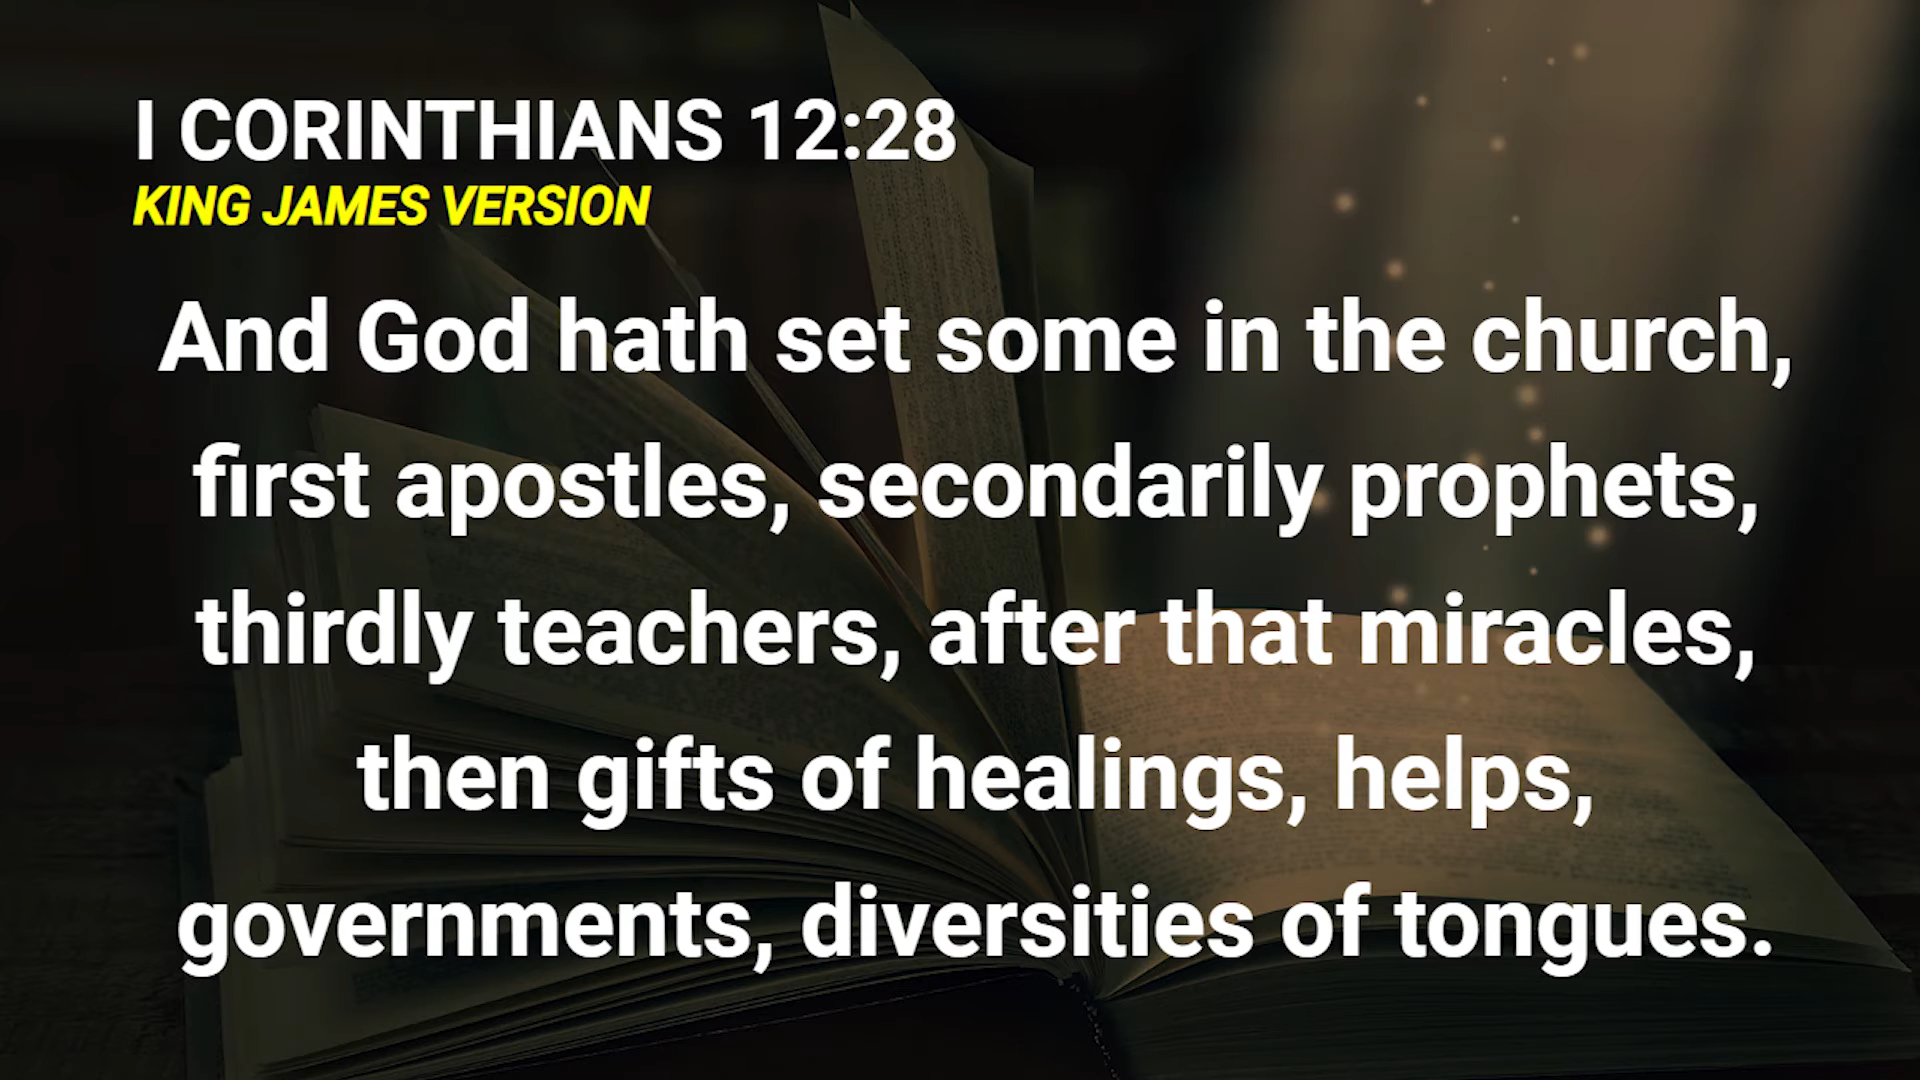 I CORINTHIANS 12:28
KING JAMES VERSION
And God hath set some in the church,
first apostles, secondarily prophets,
thirdly teachers, after that miracles,
then gifts of healings, helps,
governments, diversities of tongues.